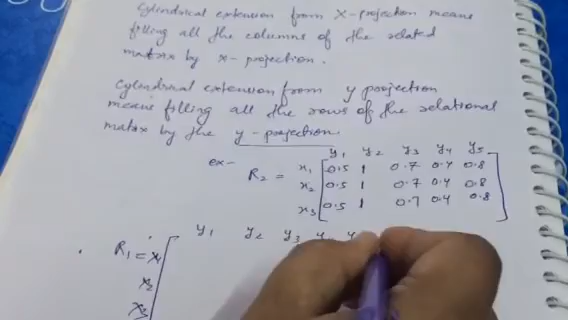 Cylindrical extension from X-projection means
filling all the columns of the related
matrix by x-projection.
Cylindrical extension from y projection
means filling all the rows of the relational
matrix by the y-projection.
ex- y1 y2 y3 y4 y5
R2 = x1 0.5 1 0.7 0.4 0.8
x2 0.5 1 0.7 0.4 0.8
x3 0.5 1 0.7 0.4 0.8
y1 y2 y3
R1 = x1
x2
x3